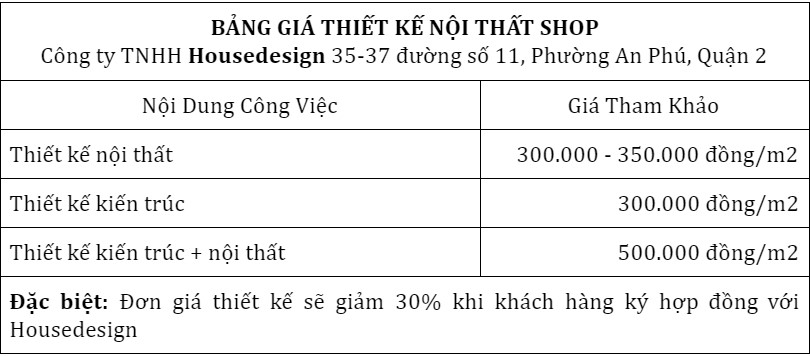 BẢNG GIÁ THIẾT KẾ NỘI THẤT SHOP
Công ty TNHH Housedesign 35-37 đường số 11, Phường An Phú, Quận 2
Nội Dung Công Việc Giá Tham Khảo
Thiết kế nội thất 300.000 - 350.000 đồng/m2
Thiết kế kiến trúc 300.000 đồng/m2
Thiết kế kiến trúc + nội thất 500.000 đồng/m2
Đặc biệt: Đơn giá thiết kế sẽ giảm 30% khi khách hàng ký hợp đồng với
Housedesign